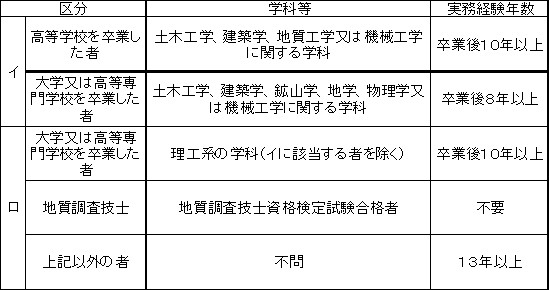 区分 学科等 実務経験年数
イ
高等学校を卒業し
た者
土木工学、建築学、地質工学又は機械工学
に関する学科
卒業後10年以上
大学又は高等専
門学校を卒業した
者
土木工学、建築学、鉱山学、地学、物理学又
は機械工学に関する学科
卒業後8年以上
ロ
大学又は高等専
門学校を卒業した
者
理工系の学科（イに該当する者を除く）
卒業後10年以上
地質調査技士
地質調査技士資格検定試験合格者
不要
上記以外の者
不問
13年以上